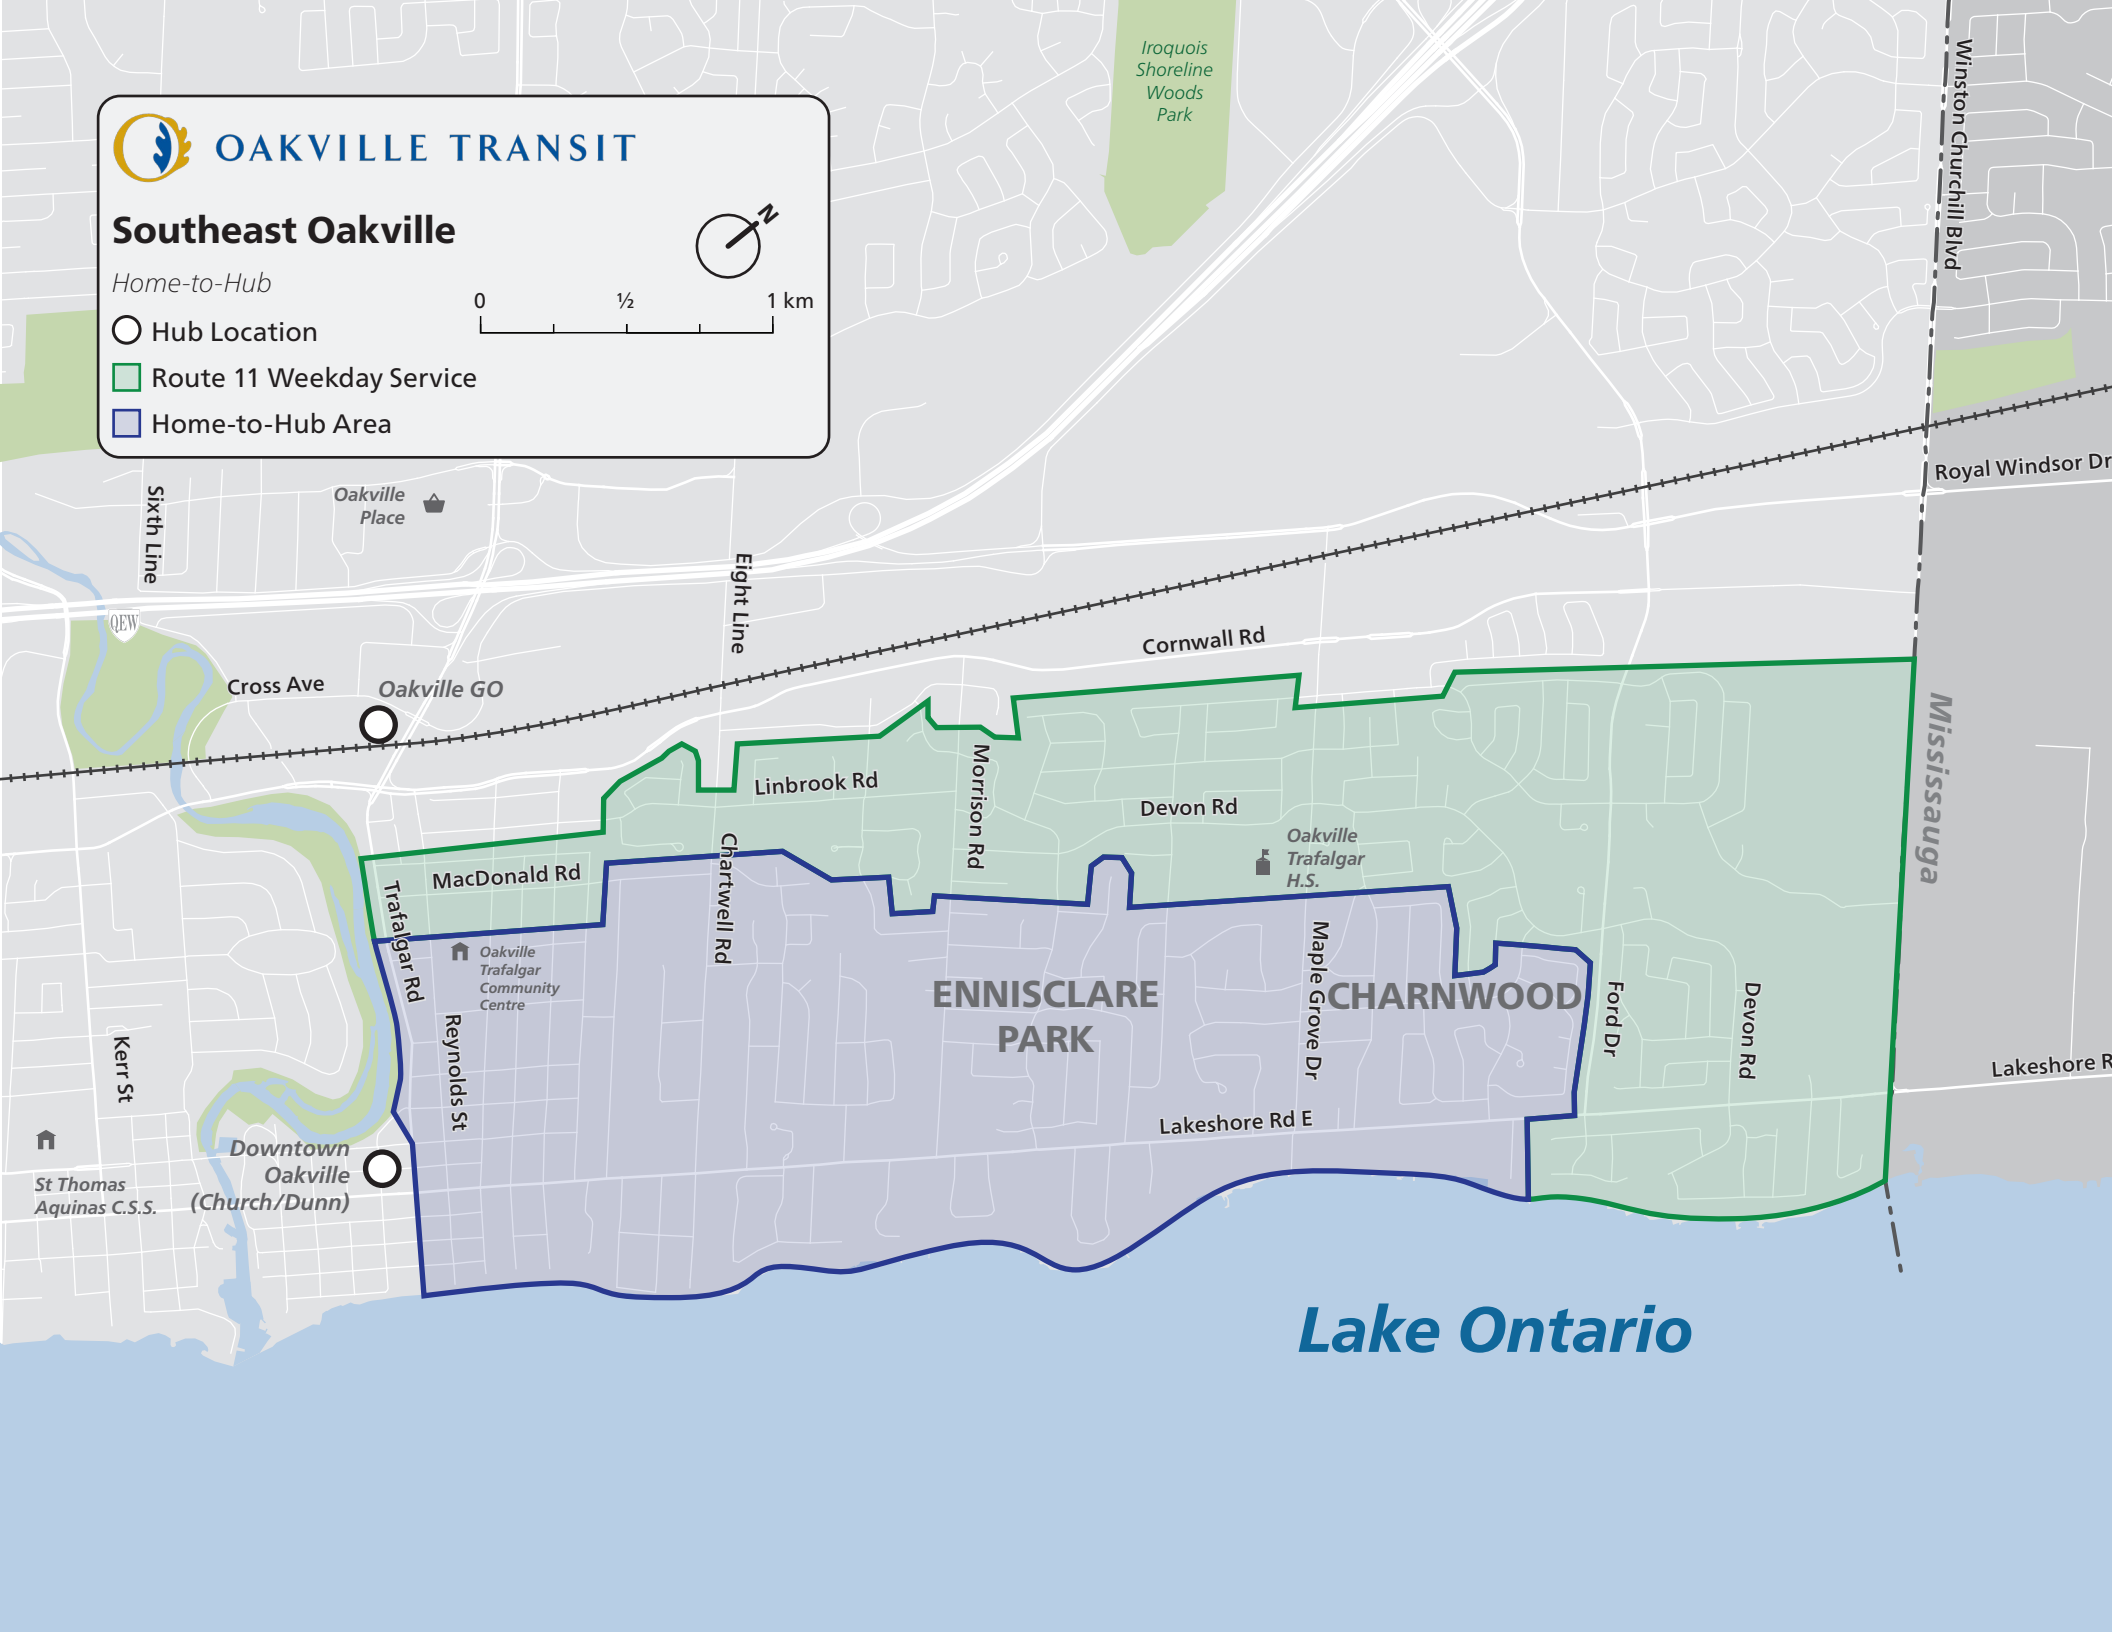 Iroquois
Shoreline
Woods
Park
Winston Churchill Blvd
OAKVILLE TRANSIT
Southeast Oakville
N
Home-to-Hub
0 ½ 1 km
Hub Location
Route 11 Weekday Service
Home-to-Hub Area
Royal Windsor Dr
Sixth Line
Oakville
Place
Eight Line
QEW
Cornwall Rd
Cross Ave
Oakville GO
Mississauga
Linbrook Rd
Morrison Rd
Devon Rd
Oakville
Trafalgar
H.S.
Chartwell Rd
MacDonald Rd
Trafalgar Rd
Oakville
Trafalgar
Community
Centre
ENNISCLARE
PARK
Maple Grove Dr
CHARNWOOD
Ford Dr
Devon Rd
Kerr St
Reynolds St
Lakeshore R
Lakeshore Rd E
Downtown
Oakville
(Church/Dunn)
St Thomas
Aquinas C.S.S.
Lake Ontario